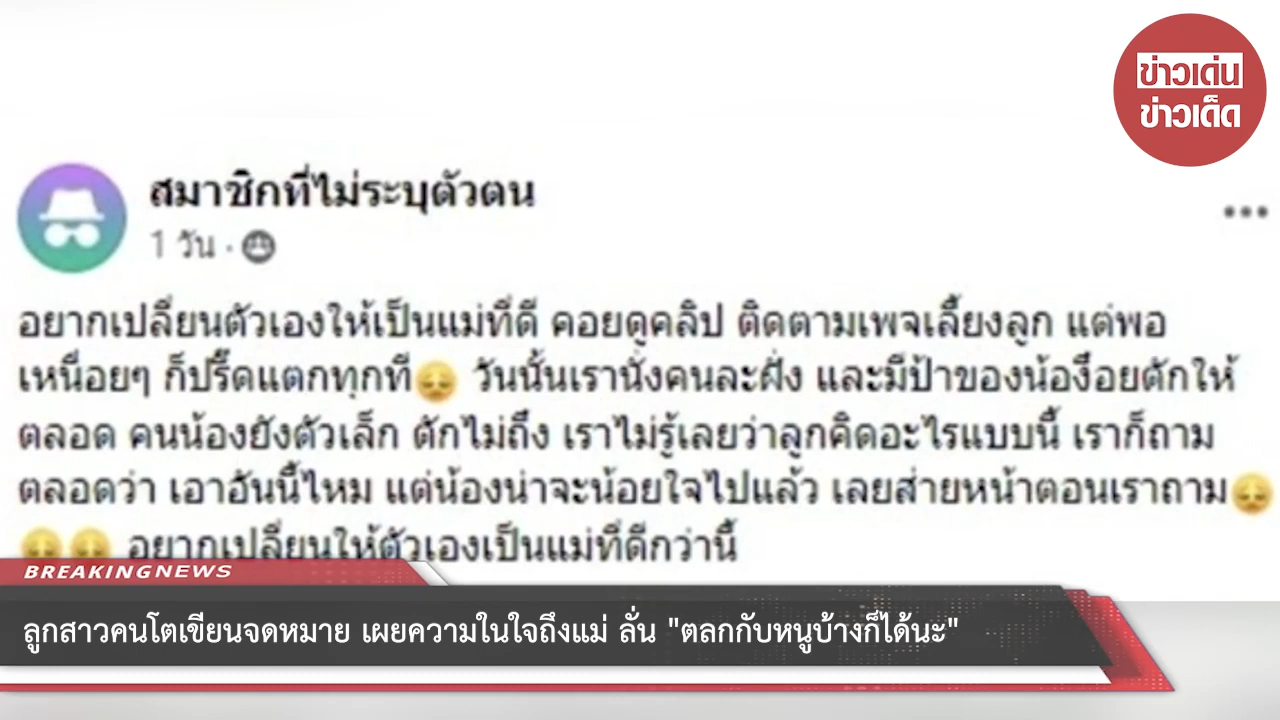 ข่าวเด่น
ข่าวเด็ด
สมาชิกที่ไม่ระบุตัวตน
1 วัน ·
อยากเปลี่ยนตัวเองให้เป็นแม่ที่ดี คอยดูคลิป ติดตามเพจเลี้ยงลูก แต่พอ
เหนื่อยๆ ก็ปรี๊ดแตกทุกที😔 วันนั้นเรานั่งคนละฝั่ง และมีป้าของน้องื่อยตักให้
ตลอด คนน้องยังตัวเล็ก ตักไม่ถึง เราไม่รู้เลยว่าลูกคิดอะไรแบบนี้ เราก็ถาม
ตลอดว่า เอาอันนี้ไหม แต่น้องน่าจะน้อยใจไปแล้ว เลยส่ายหน้าตอนเราถาม😔
😔😔 อยากเปลี่ยนให้ตัวเองเป็นแม่ที่ดีกว่านี้
BREAKING NEWS
ลูกสาวคนโตเขียนจดหมาย เผยความในใจถึงแม่ ลั่น "ตลกกับหนูบ้างก็ได้นะ"